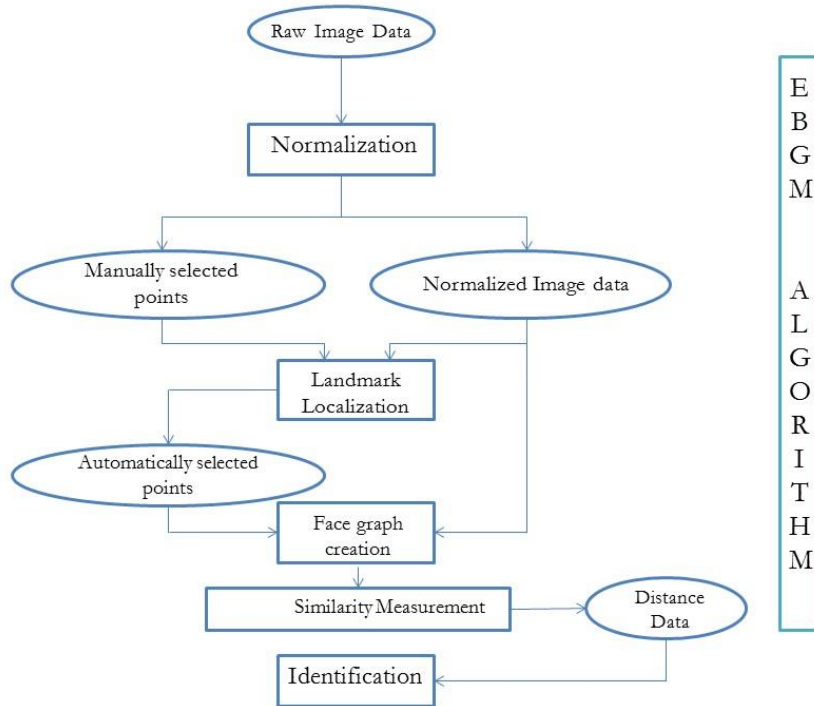 Raw Image Data
Normalization
Manually selected
points
Normalized Image data
Landmark
Localization
Automatically selected
points
Face graph
creation
Similarity Measurement
Distance
Data
Identification
E
B
G
M
A
L
G
O
R
I
T
H
M